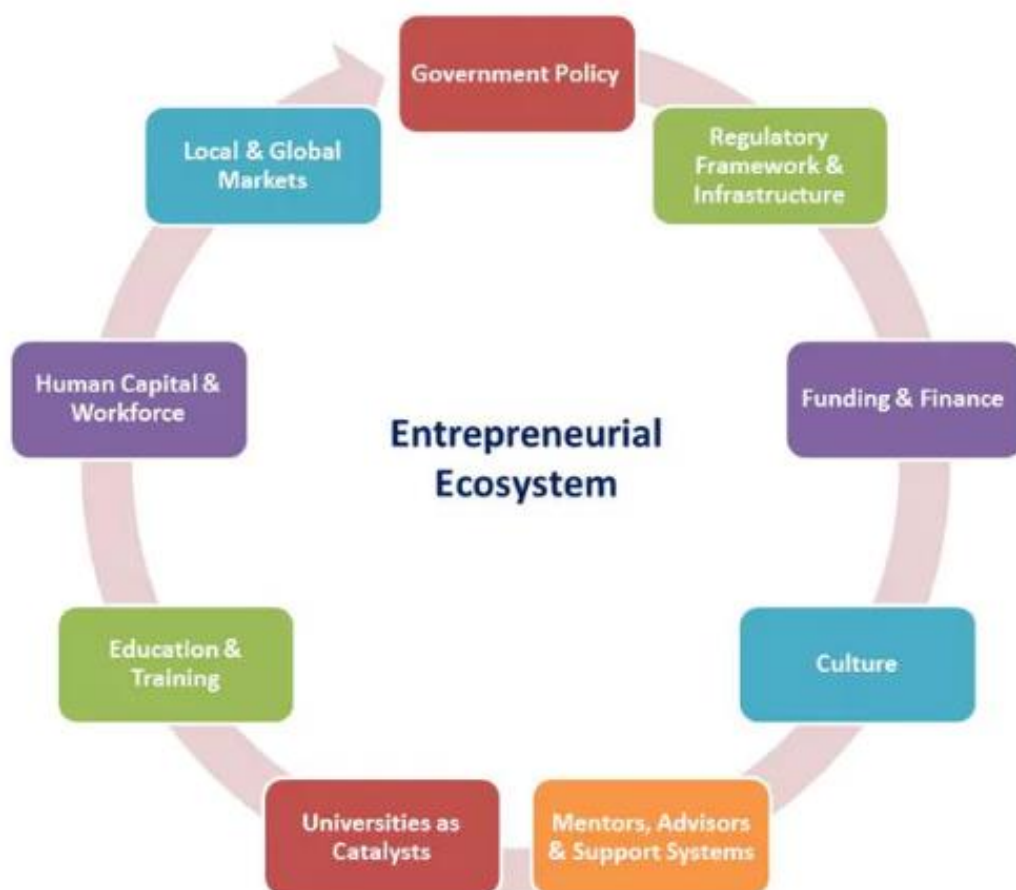 Government Policy
Regulatory
Framework &
Infrastructure
Funding & Finance
Culture
Mentors, Advisors
& Support Systems
Universities as
Catalysts
Education &
Training
Human Capital &
Workforce
Local & Global
Markets
Entrepreneurial
Ecosystem